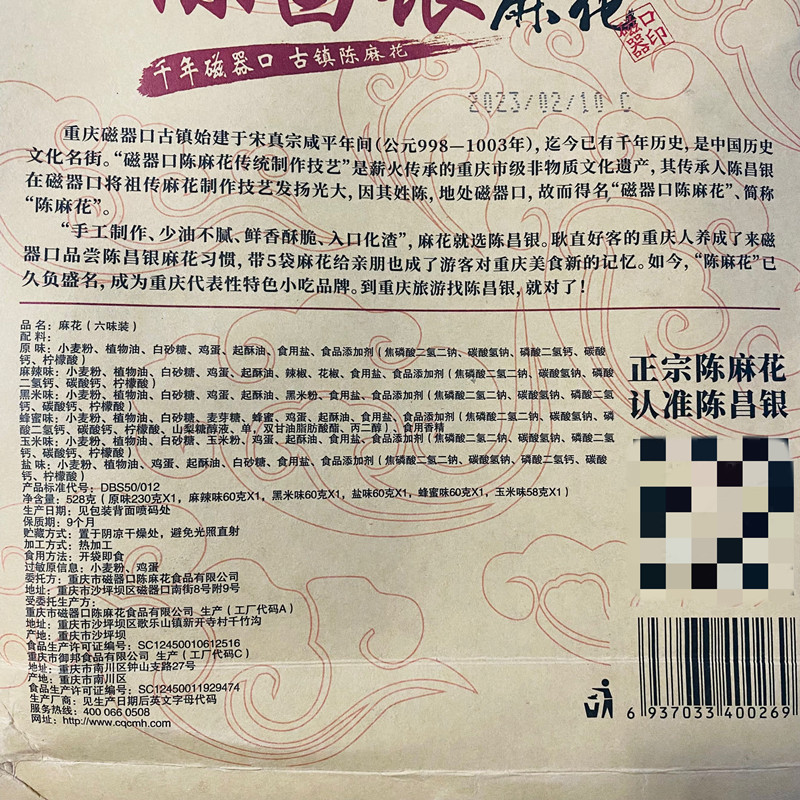 陈昌银麻花
磁器口印
千年磁器口 古镇陈麻花
2023/02/10 C
重庆磁器口古镇始建于宋真宗咸平年间(公元998—1003年),迄今已有千年历史,是中国历史
文化名街。“磁器口陈麻花传统制作技艺”是薪火传承的重庆市级非物质文化遗产,其传承人陈昌银
在磁器口将祖传麻花制作技艺发扬光大,因其姓陈,地处磁器口,故而得名“磁器口陈麻花”、简称
“陈麻花”。
“手工制作、少油不腻、鲜香酥脆、入口化渣”,麻花就选陈昌银。耿直好客的重庆人养成了来磁
器口品尝陈昌银麻花习惯,带5袋麻花给亲朋也成了游客对重庆美食新的记忆。如今,“陈麻花”已
久负盛名,成为重庆代表性特色小吃品牌。到重庆旅游找陈昌银,就对了!
品名:麻花(六味装)
配料:
原味:小麦粉、植物油、白砂糖、鸡蛋、起酥油、食用盐、食品添加剂(焦磷酸二氢二钠、碳酸氢钠、磷酸二氢钙、碳酸
钙、柠檬酸)
麻辣味:小麦粉、植物油、白砂糖、鸡蛋、起酥油、辣椒、花椒、食用盐、食品添加剂(焦磷酸二氢二钠、碳酸氢钠、磷酸
二氢钙、碳酸钙、柠檬酸)
黑米味:小麦粉、植物油、白砂糖、鸡蛋、起酥油、黑米粉、食用盐、食品添加剂(焦磷酸二氢二钠、碳酸氢钠、磷酸二氢
钙、碳酸钙、柠檬酸)
蜂蜜味:小麦粉、植物油、白砂糖、麦芽糖、蜂蜜、鸡蛋、起酥油、食用盐、食品添加剂(焦磷酸二氢二钠、碳酸氢钠、磷
酸二氢钙、碳酸钙、柠檬酸、山梨糖醇液、单,双甘油脂肪酸酯、丙二醇)、食用香精
玉米味:小麦粉、植物油、白砂糖、玉米粉、鸡蛋、起酥油、食用盐、食品添加剂(焦磷酸二氢二钠、碳酸氢钠、磷酸二氢
钙、碳酸钙、柠檬酸)
盐味:小麦粉、植物油、鸡蛋、起酥油、白砂糖、食用盐、食品添加剂(焦磷酸二氢二钠、碳酸氢钠、磷酸二氢钙、碳酸
钙、柠檬酸)
产品标准代号:DBS50/012
净含量:528克(原味230克X1,麻辣味60克X1,黑米味60克X1,盐味60克X1,蜂蜜味60克X1,玉米味58克X1)
生产日期:见包装背面喷码处
保质期:9个月
贮藏方式:置于阴凉干燥处,避免光照直射
加工方式:热加工
食用方法:开袋即食
过敏原信息:小麦粉、鸡蛋
委托方:重庆市磁器口陈麻花食品有限公司
地址:重庆市沙坪坝区磁器口南街8号附9号
受委托生产方:
重庆市磁器口陈麻花食品有限公司 生产(工厂代码A)
地址:重庆市沙坪坝区歌乐山镇新开寺村千竹沟
产地:重庆市沙坪坝
食品生产许可证编号:SC12450010612516
重庆市御邦食品有限公司 生产(工厂代码C)
地址:重庆市南川区钟山支路27号
产地:重庆市南川区
食品生产许可证编号:SC12450011929474
生产厂商:见生产日期后英文字母代码
服务热线:400 066 0508
网址:http://www.cqcmh.com
正宗陈麻花
认准陈昌银
6 937033 400269